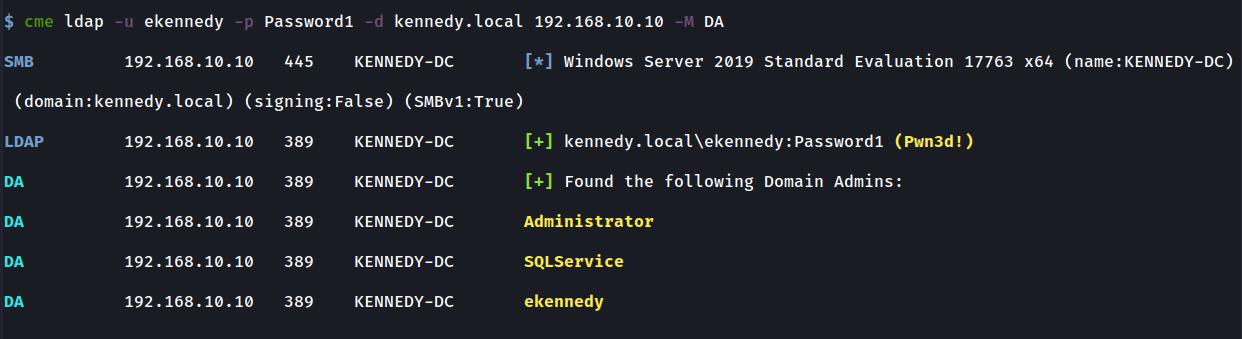 $ cme ldap -u ekennedy -p Password1 -d kennedy.local 192.168.10.10 -M DA
SMB 192.168.10.10 445 KENNEDY-DC [*] Windows Server 2019 Standard Evaluation 17763 x64 (name:KENNEDY-DC)
(domain:kennedy.local) (signing:False) (SMBv1:True)
LDAP 192.168.10.10 389 KENNEDY-DC [+] kennedy.local\ekennedy:Password1 (Pwn3d!)
DA 192.168.10.10 389 KENNEDY-DC [+] Found the following Domain Admins:
DA 192.168.10.10 389 KENNEDY-DC Administrator
DA 192.168.10.10 389 KENNEDY-DC SQLService
DA 192.168.10.10 389 KENNEDY-DC ekennedy